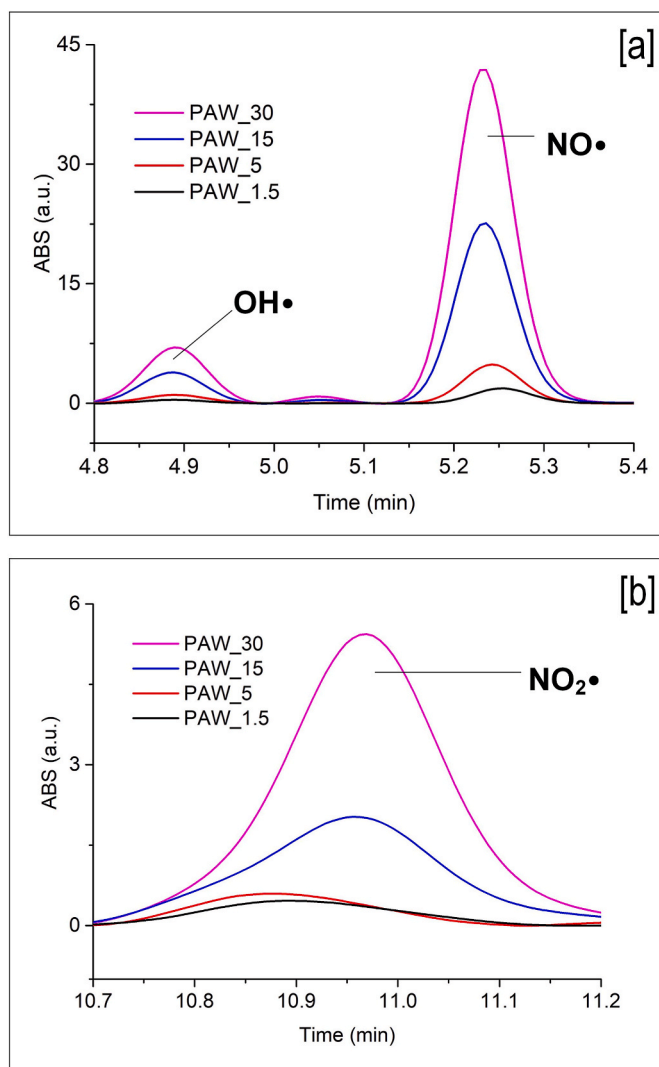 [a]
45
30
15
0
ABS (a.u.)
PAW_30
PAW_15
PAW_5
PAW_1.5
OH•
NO•
4.8 4.9 5.0 5.1 5.2 5.3 5.4
Time (min)
[b]
6
3
0
ABS (a.u.)
PAW_30
PAW_15
PAW_5
PAW_1.5
NO₂•
10.7 10.8 10.9 11.0 11.1 11.2
Time (min)